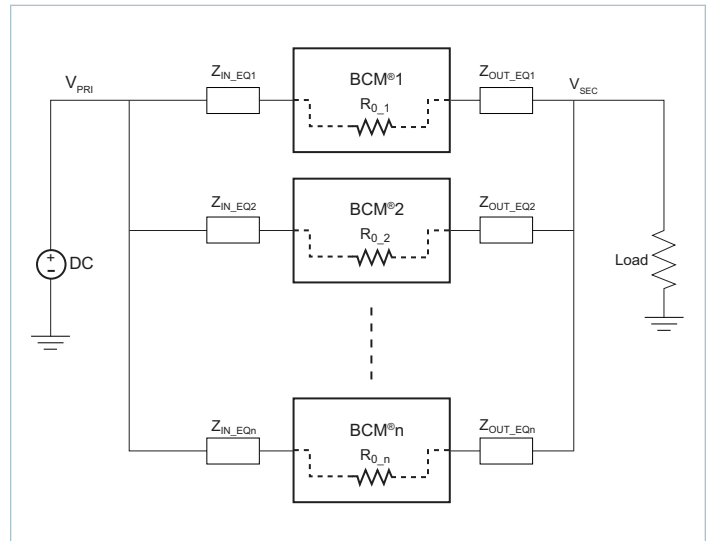 Z_IN_EQ1 BCM®1 Z_OUT_EQ1
V_PRI R_0_1 V_SEC
Z_IN_EQ2 BCM®2 Z_OUT_EQ2
R_0_2
+
–
DC
Load
Z_IN_EQn BCM®n Z_OUT_EQn
R_0_n